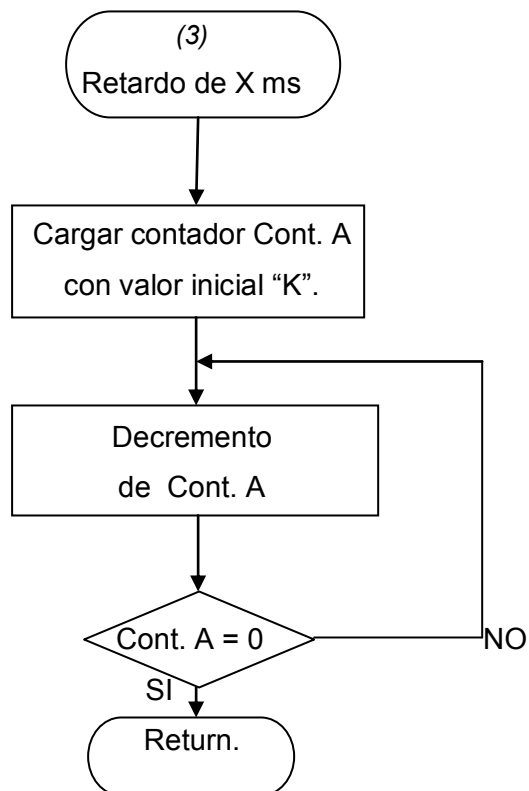 (3)
Retardo de X ms
Cargar contador Cont. A
con valor inicial “K”.
Decremento
de Cont. A
Cont. A = 0
NO
SI
Return.